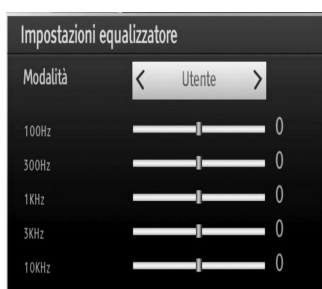 Impostazioni equalizzatore
Modalità < Utente >
100Hz 0
300Hz 0
1KHz 0
3KHz 0
10KHz 0